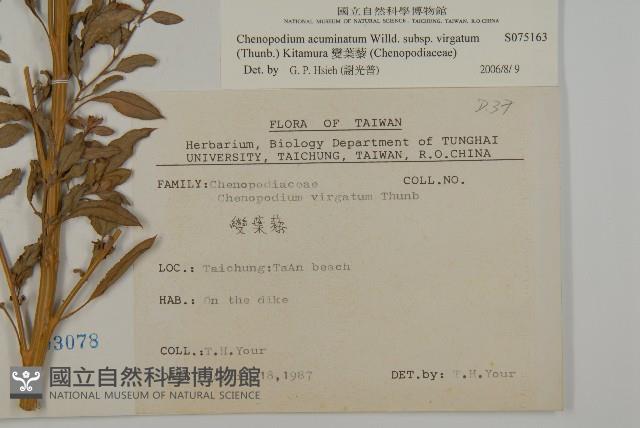 國立自然科學博物館
NATIONAL MUSEUM OF NATURAL SCIENCE - TAICHUNG, TAIWAN, R.O.CHINA
Chenopodium acuminatum Willd. subsp. virgatum S075163
(Thunb.) Kitamura 變葉藜 (Chenopodiaceae)
Det. by G. P. Hsieh (謝光普) 2006/8/9
D.37
FLORA OF TAIWAN
Herbarium, Biology Department of TUNGHAI
UNIVERSITY, TAICHUNG, TAIWAN, R.O.CHINA
FAMILY:Chenopodiaceae COLL.NO.
Chenopodium virgatum Thunb
變葉藜
LOC.: Taichung:TaAn beach
HAB.: On the dike
COLL.:T.H.Your
18,1987 DET.by: T.H.Your
3078
國立自然科學博物館
NATIONAL MUSEUM OF NATURAL SCIENCE